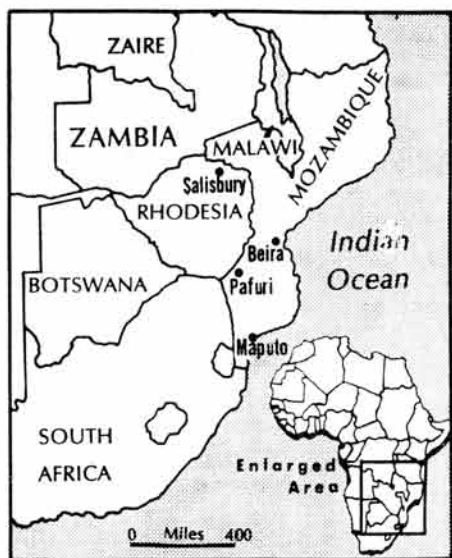 ZAIRE
ZAMBIA
MALAWI
MOZAMBIQUE
Salisbury
RHODESIA
Beira
Indian
Ocean
BOTSWANA
Pafuri
Maputo
SOUTH
AFRICA
Enlarged
Area
0 Miles 400